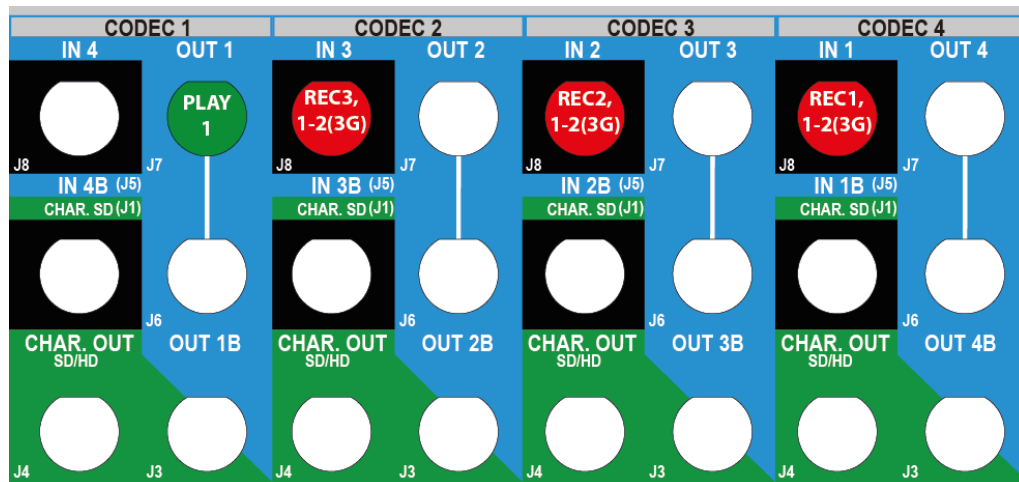 CODEC 1 CODEC 2 CODEC 3 CODEC 4
IN 4 OUT 1 IN 3 OUT 2 IN 2 OUT 3 IN 1 OUT 4
PLAY
1
REC3,
1-2(3G)
REC2,
1-2(3G)
REC1,
1-2(3G)
J8 J7 J8 J7 J8 J7 J8 J7
IN 4B (J5) IN 3B (J5) IN 2B (J5) IN 1B (J5)
CHAR. SD (J1) CHAR. SD (J1) CHAR. SD (J1) CHAR. SD (J1)
J6 J6 J6 J6
CHAR. OUT OUT 1B CHAR. OUT OUT 2B CHAR. OUT OUT 3B CHAR. OUT OUT 4B
SD/HD SD/HD SD/HD SD/HD
J4 J3 J4 J3 J4 J3 J4 J3